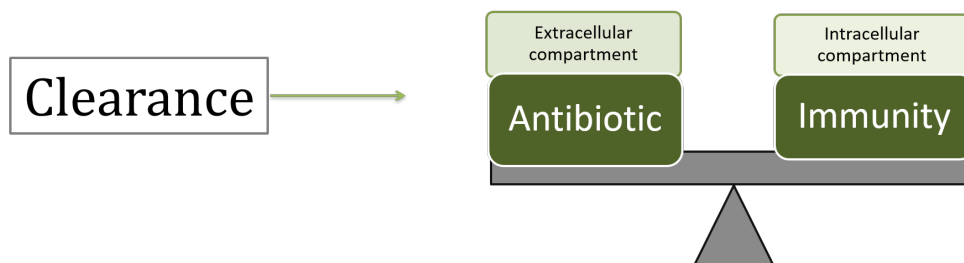 Clearance
Extracellular
compartment
Antibiotic
Intracellular
compartment
Immunity